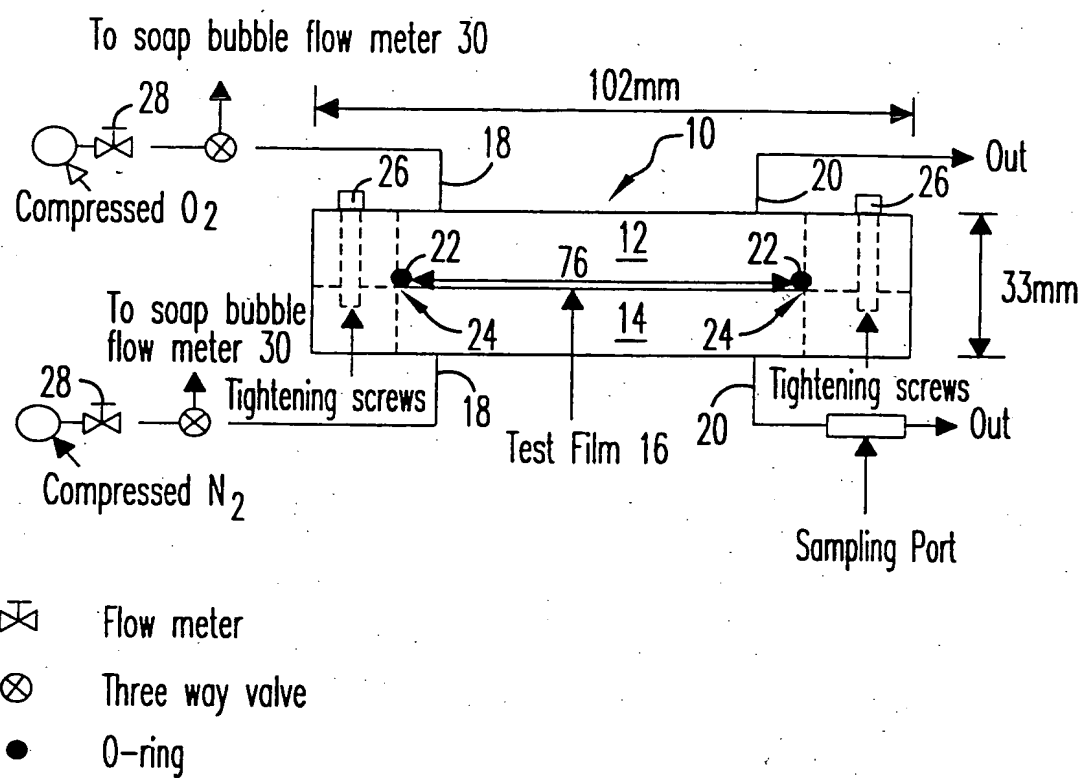 To soap bubble flow meter 30
28
102mm
10
18
20
Out
26
26
Compressed O2
12
22
22
76
33mm
To soap bubble
flow meter 30
24
14
24
28
Tightening screws
18
Tightening screws
20
Out
Test Film 16
Compressed N2
Sampling Port
Flow meter
Three way valve
O-ring